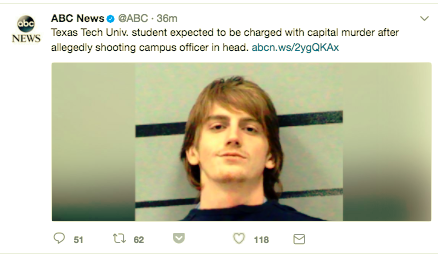 ABC News @ABC · 36m
abc
NEWS
Texas Tech Univ. student expected to be charged with capital murder after
allegedly shooting campus officer in head. abcn.ws/2ygQKAx
51 62 118